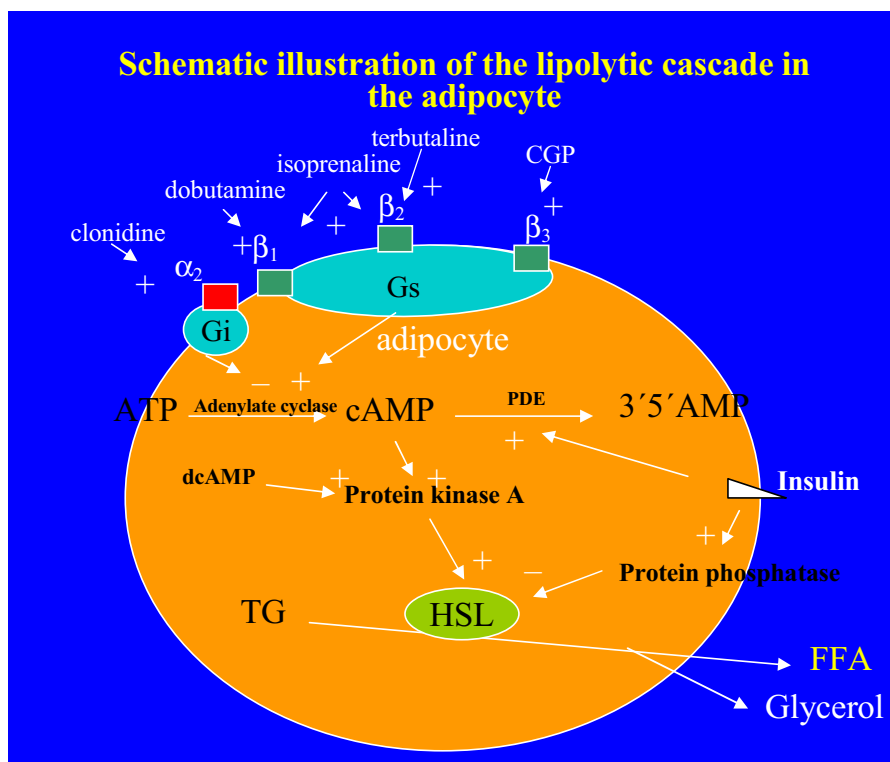 Schematic illustration of the lipolytic cascade in
the adipocyte
terbutaline
isoprenaline
CGP
dobutamine
clonidine
+
+
+
+
+
α2
β1
β2
β3
Gi
Gs
adipocyte
– +
ATP
Adenylate cyclase
cAMP
PDE
3´5´AMP
+
dcAMP
+
+
Protein kinase A
Insulin
+
Protein phosphatase
+
–
TG
HSL
FFA
Glycerol